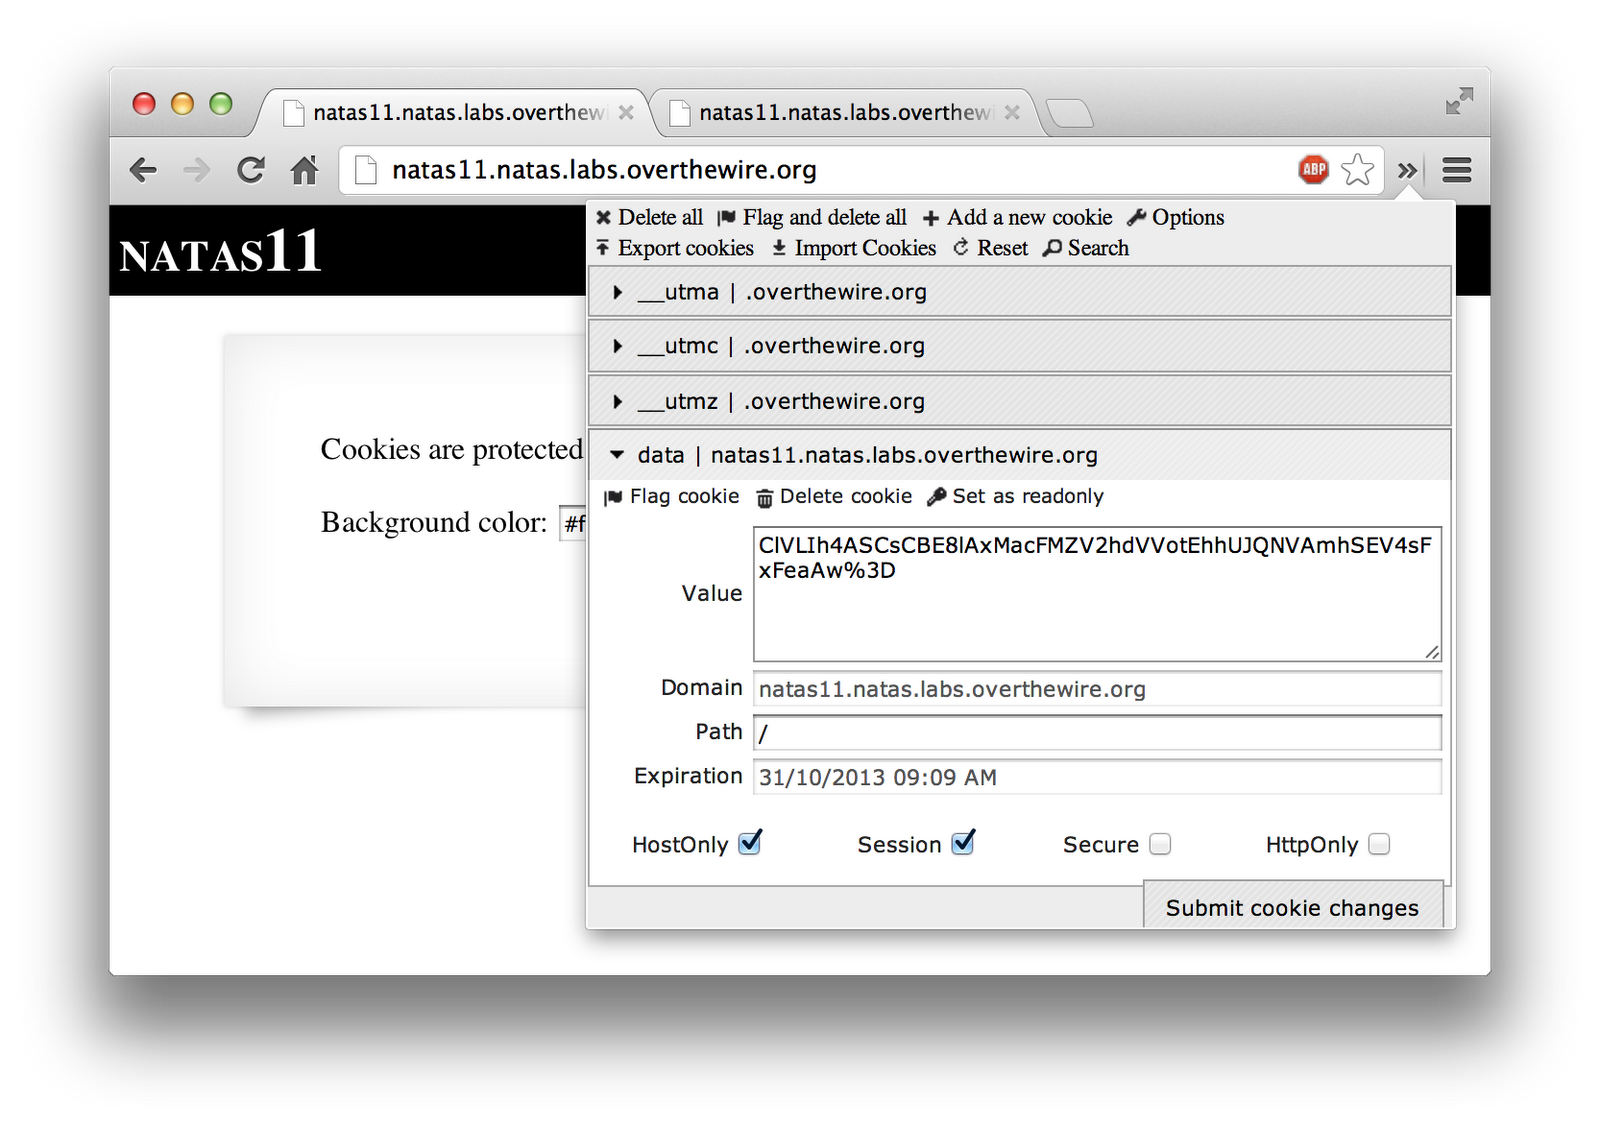 natas11.natas.labs.overthew
natas11.natas.labs.overthew
natas11.natas.labs.overthewire.org
ABP
NATAS11
Delete all Flag and delete all Add a new cookie Options
Export cookies Import Cookies Reset Search
__utma | .overthewire.org
__utmc | .overthewire.org
__utmz | .overthewire.org
Cookies are protected
data | natas11.natas.labs.overthewire.org
Flag cookie Delete cookie Set as readonly
Background color: #f
Value
ClVLIh4ASCsCBE8lAxMacFMZV2hdVVotEhhUJQNVAmhSEV4sF
xFeaAw%3D
Domain natas11.natas.labs.overthewire.org
Path /
Expiration 31/10/2013 09:09 AM
HostOnly Session Secure HttpOnly
Submit cookie changes